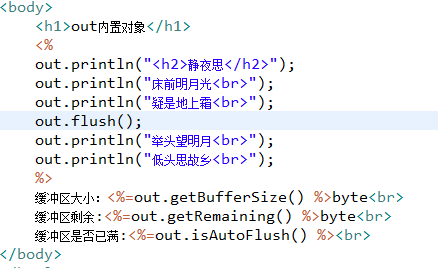 <body>
<h1>out内置对象</h1>
<%
out.println("<h2>静夜思</h2>");
out.println("床前明月光<br>");
out.println("疑是地上霜<br>");
out.flush();
out.println("举头望明月<br>");
out.println("低头思故乡<br>");
%>
缓冲区大小：<%=out.getBufferSize() %>byte<br>
缓冲区剩余：<%=out.getRemaining() %>byte<br>
缓冲区是否已满:<%=out.isAutoFlush() %><br>
</body>